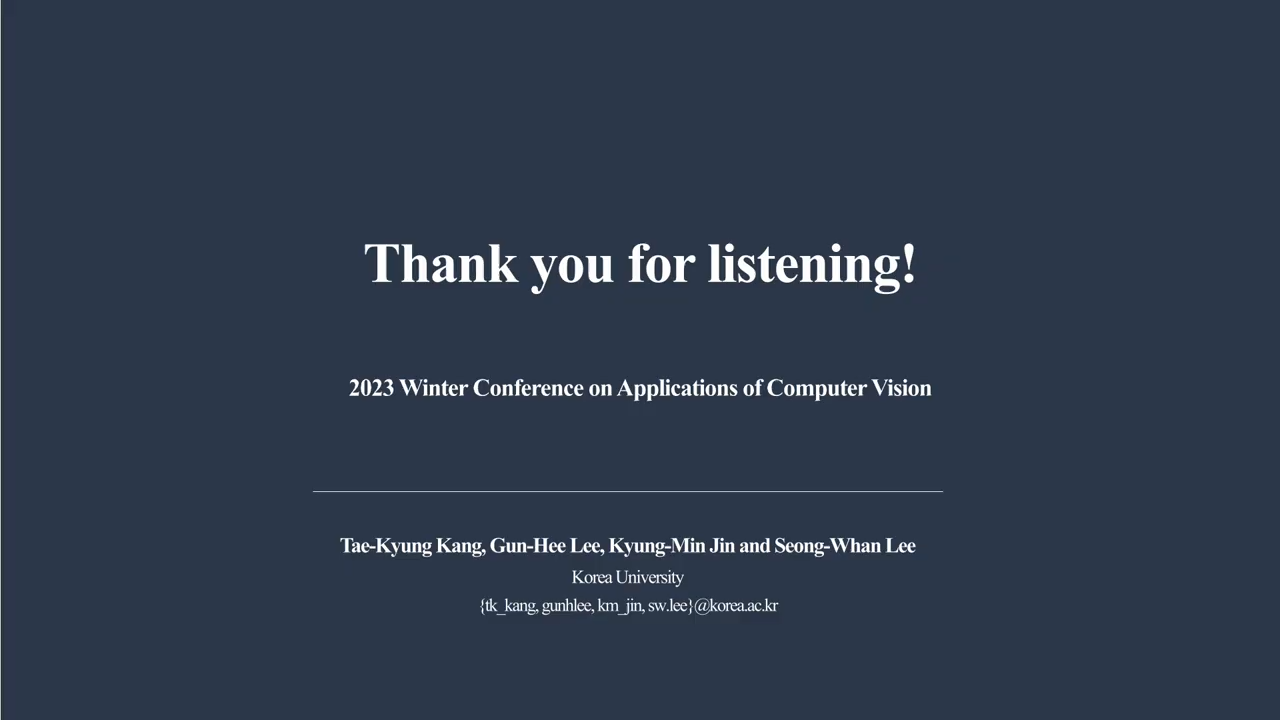 Thank you for listening!
2023 Winter Conference on Applications of Computer Vision
Tae-Kyung Kang, Gun-Hee Lee, Kyung-Min Jin and Seong-Whan Lee
Korea University
{tk_kang, gunhlee, km_jin, sw.lee}@korea.ac.kr